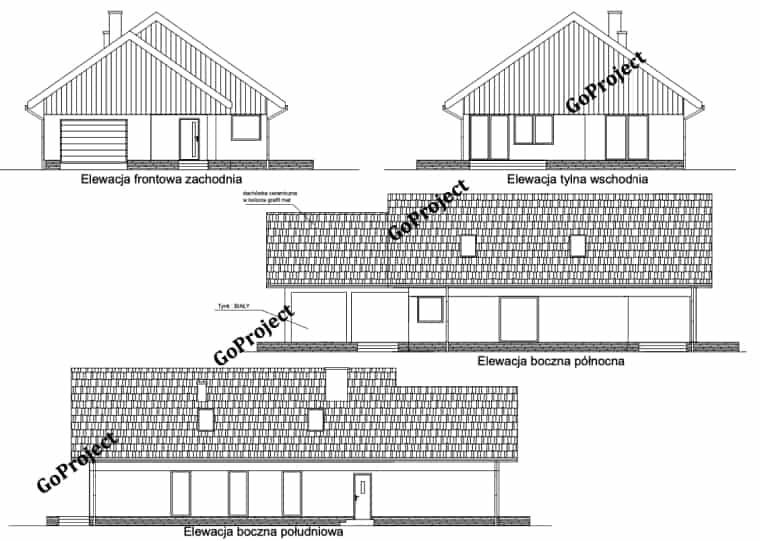 GoProject
Elewacja frontowa zachodnia
Elewacja tylna wschodnia
dachówka ceramiczna
w kolorze grafit mat
GoProject
Tynk : BIAŁY
GoProject
Elewacja boczna północna
GoProject
Elewacja boczna południowa